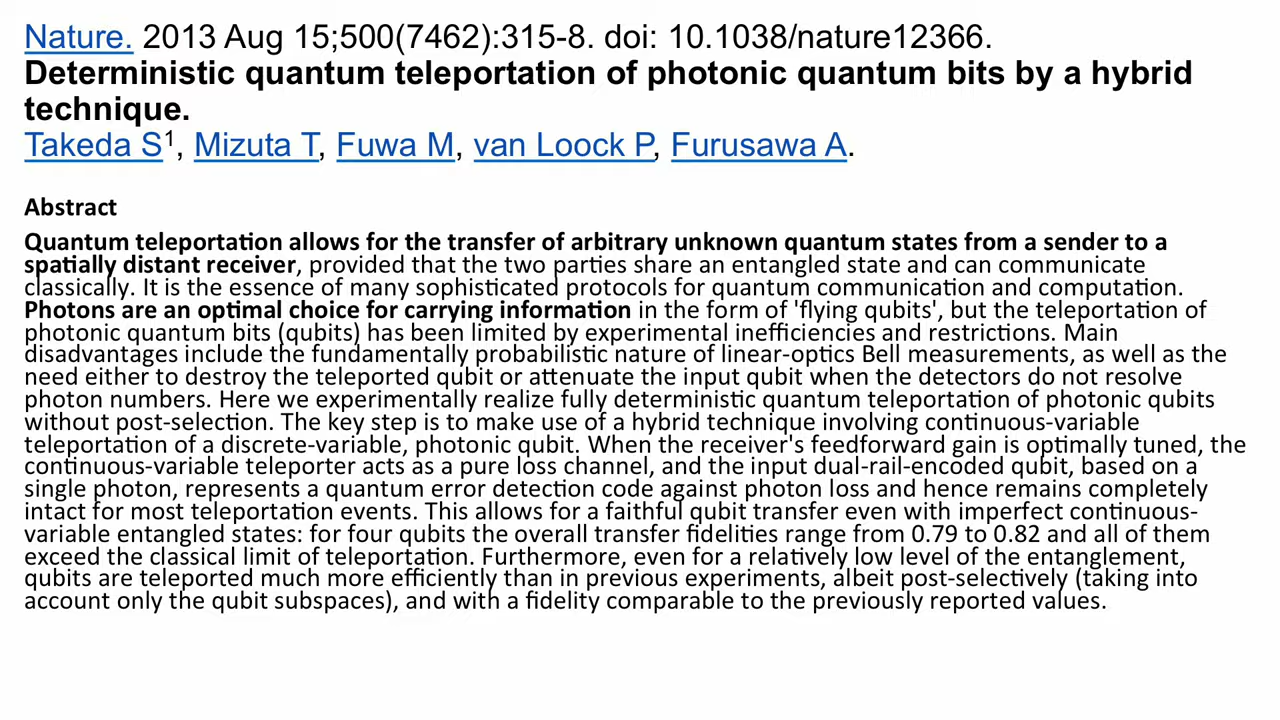 Nature. 2013 Aug 15;500(7462):315-8. doi: 10.1038/nature12366.
Deterministic quantum teleportation of photonic quantum bits by a hybrid
technique.
Takeda S1, Mizuta T, Fuwa M, van Loock P, Furusawa A.
Abstract
Quantum teleportation allows for the transfer of arbitrary unknown quantum states from a sender to a
spatially distant receiver, provided that the two parties share an entangled state and can communicate
classically. It is the essence of many sophisticated protocols for quantum communication and computation.
Photons are an optimal choice for carrying information in the form of 'flying qubits', but the teleportation of
photonic quantum bits (qubits) has been limited by experimental inefficiencies and restrictions. Main
disadvantages include the fundamentally probabilistic nature of linear-optics Bell measurements, as well as the
need either to destroy the teleported qubit or attenuate the input qubit when the detectors do not resolve
photon numbers. Here we experimentally realize fully deterministic quantum teleportation of photonic qubits
without post-selection. The key step is to make use of a hybrid technique involving continuous-variable
teleportation of a discrete-variable, photonic qubit. When the receiver's feedforward gain is optimally tuned, the
continuous-variable teleporter acts as a pure loss channel, and the input dual-rail-encoded qubit, based on a
single photon, represents a quantum error detection code against photon loss and hence remains completely
intact for most teleportation events. This allows for a faithful qubit transfer even with imperfect continuous-
variable entangled states: for four qubits the overall transfer fidelities range from 0.79 to 0.82 and all of them
exceed the classical limit of teleportation. Furthermore, even for a relatively low level of the entanglement,
qubits are teleported much more efficiently than in previous experiments, albeit post-selectively (taking into
account only the qubit subspaces), and with a fidelity comparable to the previously reported values.